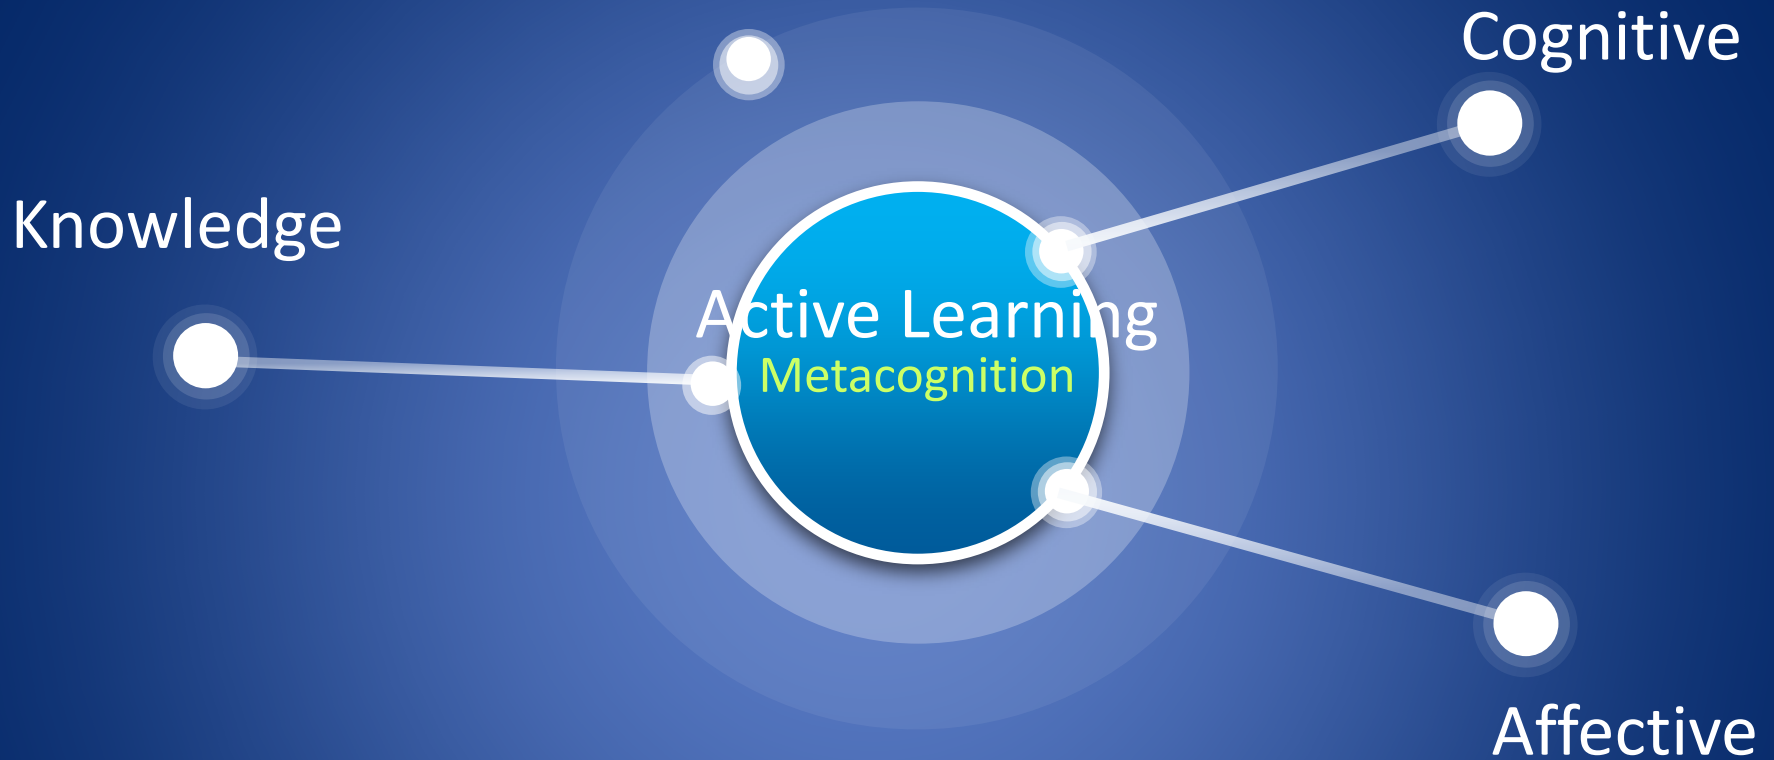 Cognitive
Knowledge
Active Learning
Metacognition
Affective